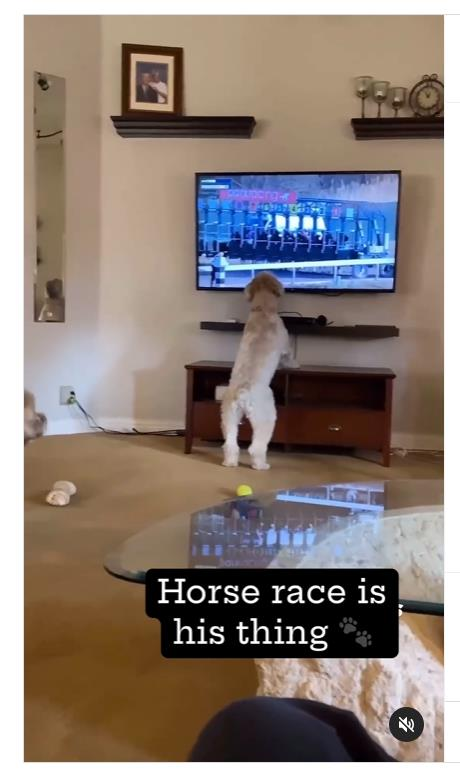 Horse race is
his thing 🐾